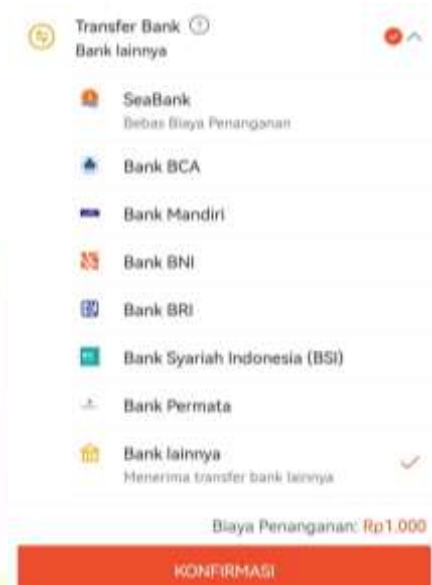 Transfer Bank ?
Bank lainnya
SeaBank
Bebas Biaya Penanganan
Bank BCA
Bank Mandiri
Bank BNI
Bank BRI
Bank Syariah Indonesia (BSI)
Bank Permata
Bank lainnya
Menerima transfer bank lainnya
Biaya Penanganan: Rp1.000
KONFIRMASI